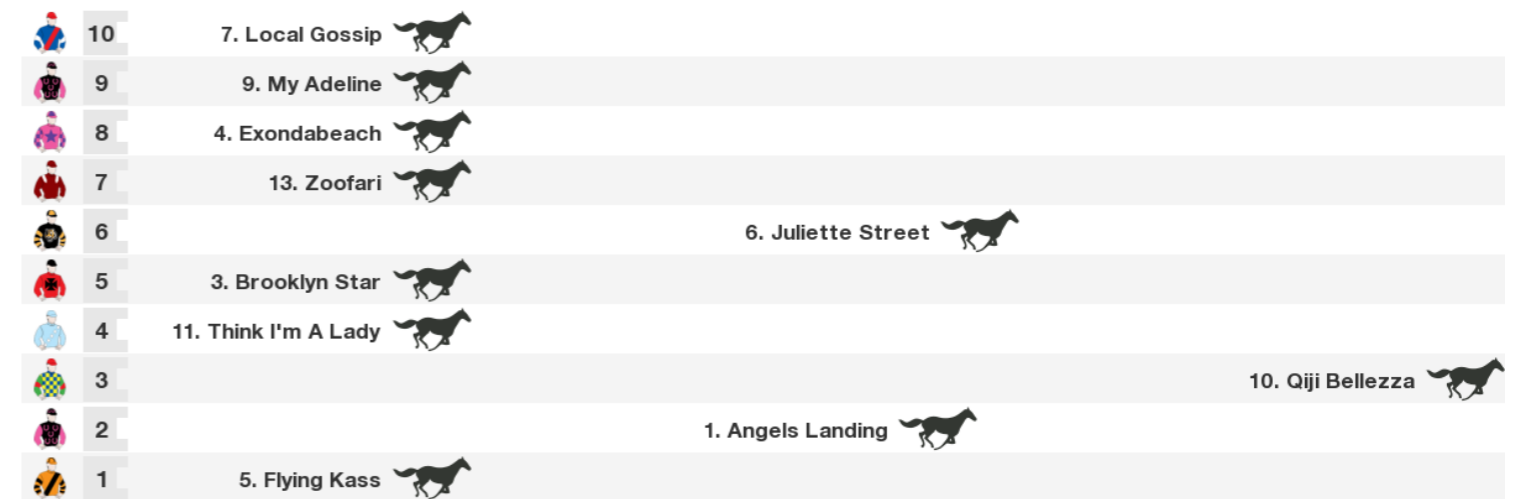 10 7. Local Gossip
9 9. My Adeline
8 4. Exondabeach
7 13. Zoofari
6 6. Juliette Street
5 3. Brooklyn Star
4 11. Think I'm A Lady
3 10. Qiji Bellezza
2 1. Angels Landing
1 5. Flying Kass